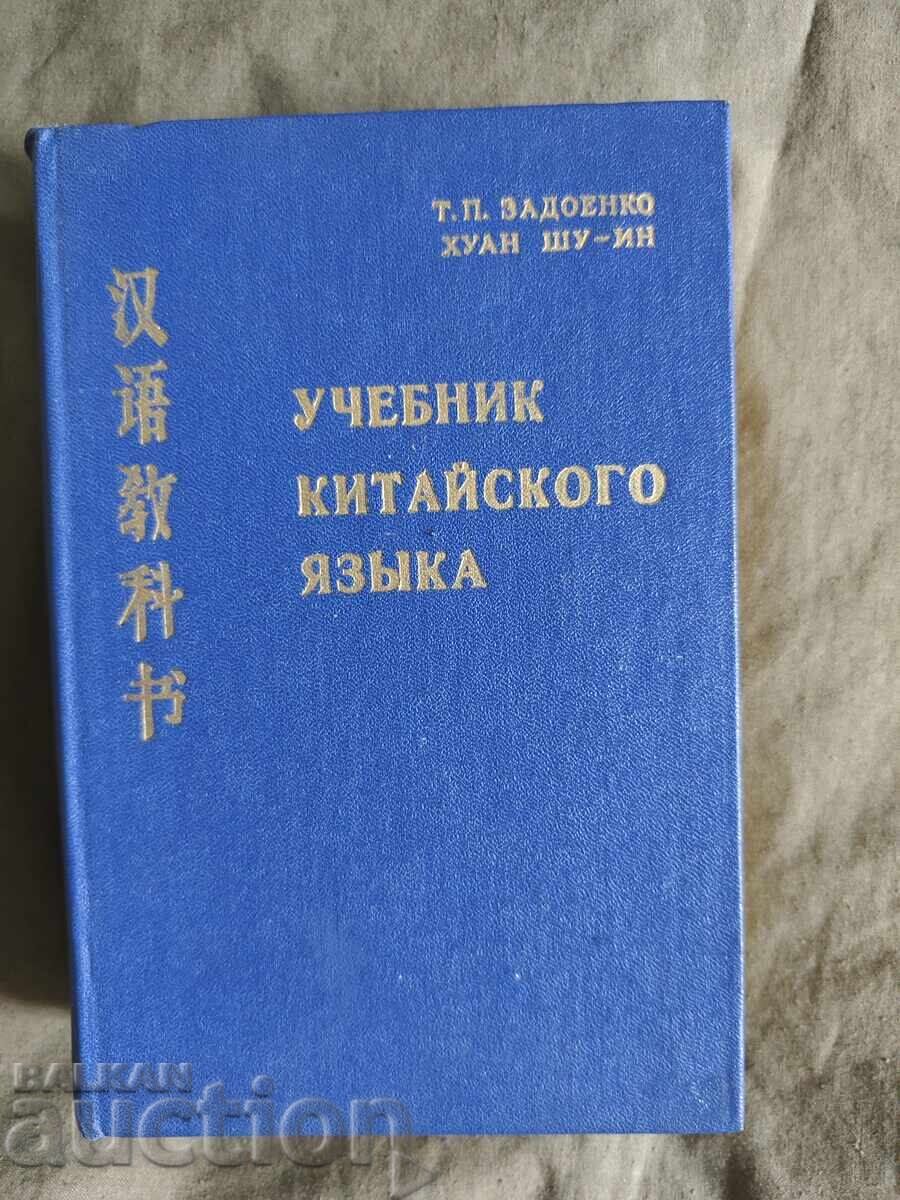 Т. П. ЗАДОЕНКО
ХУАН ШУ-ИН
汉语教科书
УЧЕБНИК
КИТАЙСКОГО
ЯЗЫКА
BALKAN
auction